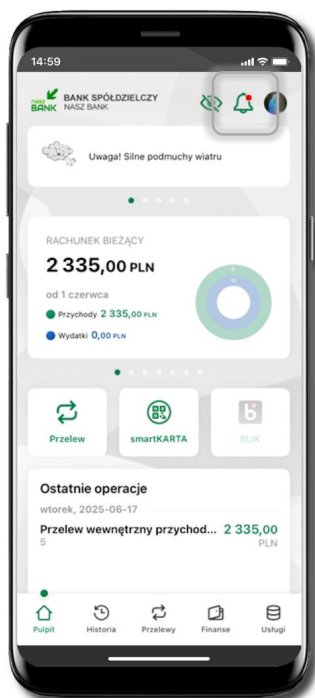 14:59
NASZ BANK
BANK SPÓŁDZIELCZY
NASZ BANK
Uwaga! Silne podmuchy wiatru
RACHUNEK BIEŻĄCY
2 335,00 PLN
od 1 czerwca
P
W
Przychody 2 335,00 PLN
Wydatki 0,00 PLN
Przelew
smartKARTA
BLIK
Ostatnie operacje
wtorek, 2025-06-17
Przelew wewnętrzny przychod... 2 335,00
5 PLN
Pulpit Historia Przelewy Finanse Usługi